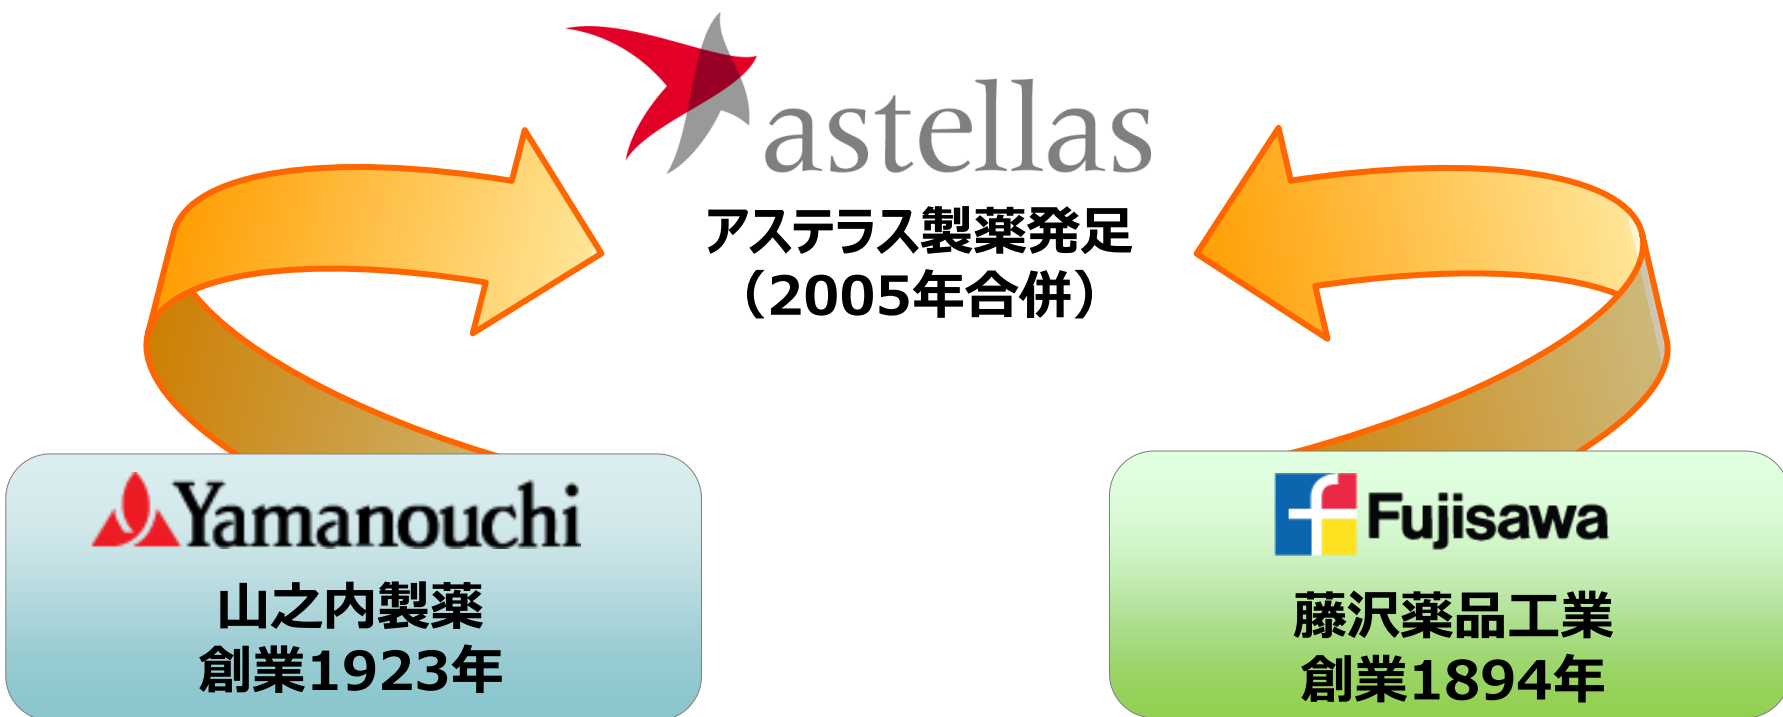 astellas
アステラス製薬発足
（2005年合併）
Yamanouchi
山之内製薬
創業1923年
Fujisawa
藤沢薬品工業
創業1894年